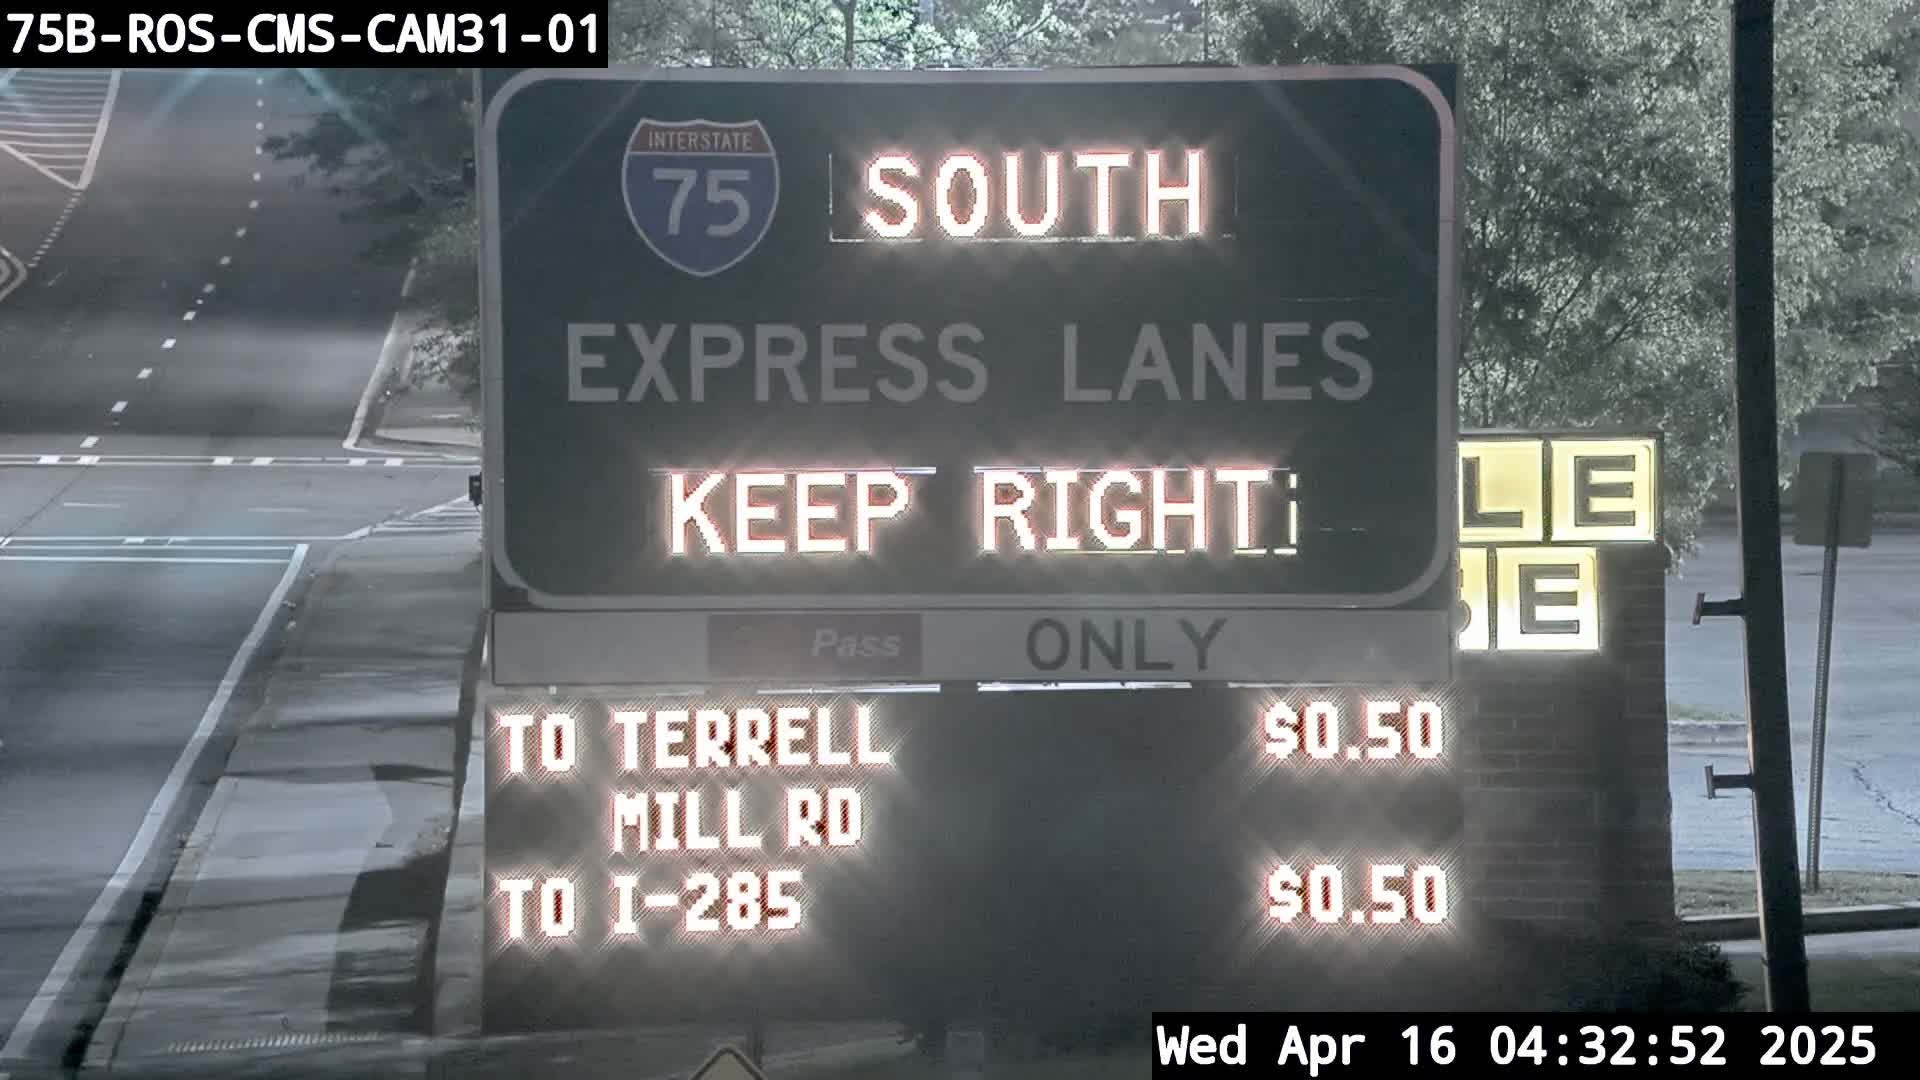 75B-ROS-CMS-CAM31-01
INTERSTATE
75
SOUTH
EXPRESS LANES
KEEP RIGHT
Pass ONLY
TO TERRELL $0.50
MILL RD
TO I-285 $0.50
LE
E
Wed Apr 16 04:32:52 2025